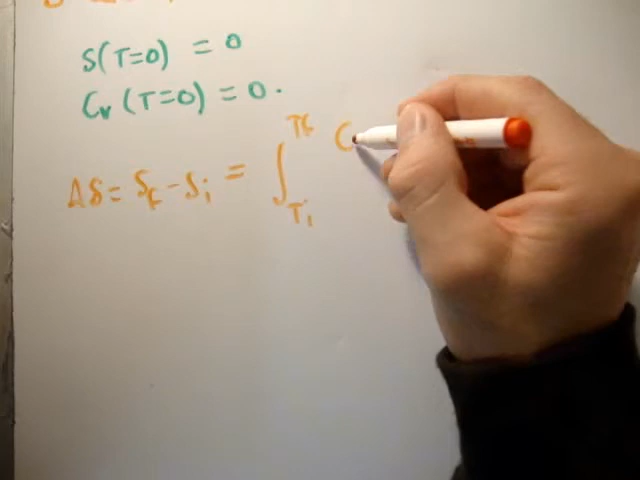 S(T=0) = 0
Cv (T=0) = 0.
ΔS = Sf - Si = ∫ Tf Ti C